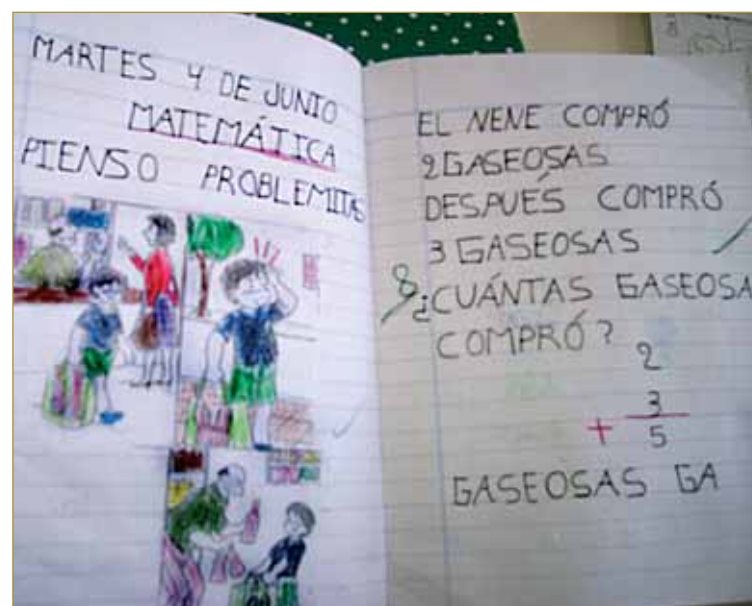 MARTES 4 DE JUNIO
MATEMÁTICA
PIENSO PROBLEMITAS
EL NENE COMPRÓ
2 GASEOSAS
DESPUÉS COMPRÓ
3 GASEOSAS
¿CUÁNTAS GASEOSA
COMPRÓ?
2
3
+ 5
GASEOSAS GA